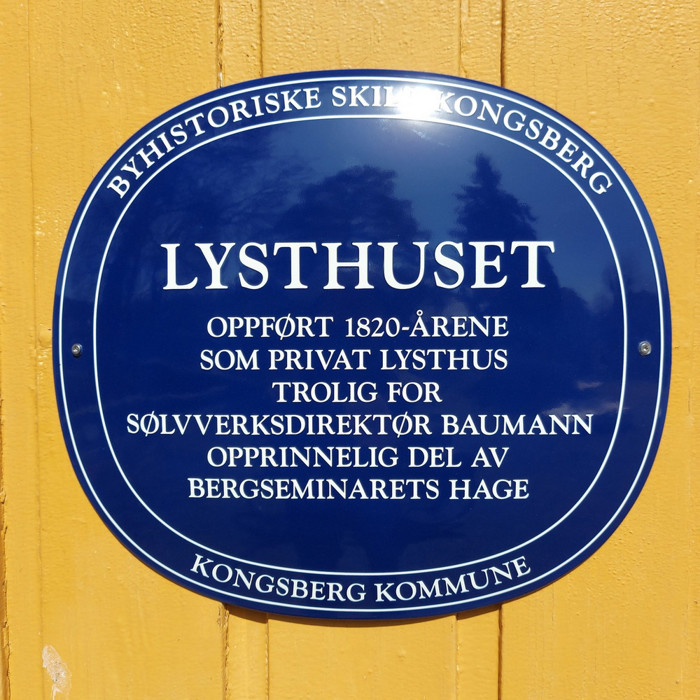 BYHISTORISKE SKILT KONGSBERG
LYSTHUSET
OPPFØRT 1820-ÅRENE
SOM PRIVAT LYSTHUS
TROLIG FOR
SØLVVERKSDIREKTØR BAUMANN
OPPRINNELIG DEL AV
BERGSEMINARETS HAGE
KONGSBERG KOMMUNE